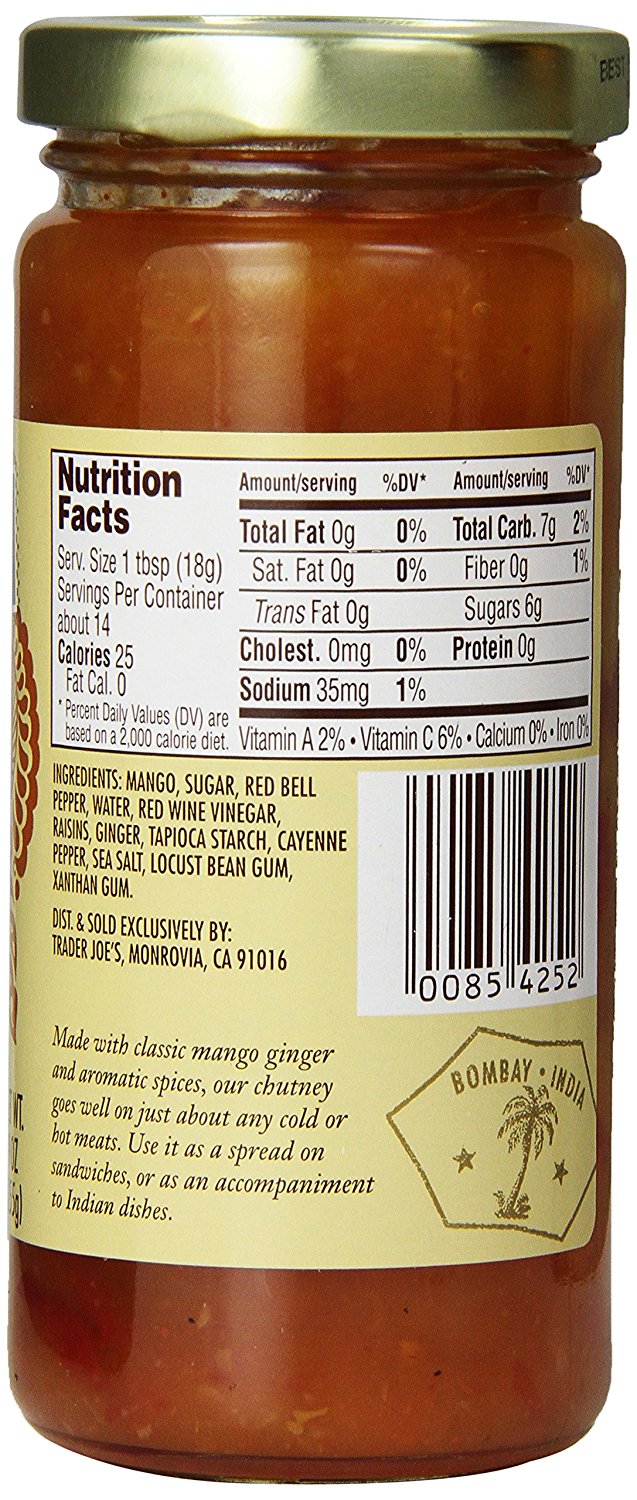 BEST
Nutrition
Facts
Serv. Size 1 tbsp (18g)
Servings Per Container
about 14
Calories 25
Fat Cal. 0
* Percent Daily Values (DV) are
based on a 2,000 calorie diet.
Amount/serving %DV* Amount/serving %DV*
Total Fat 0g 0% Total Carb. 7g 2%
Sat. Fat 0g 0% Fiber 0g 1%
Trans Fat 0g Sugars 6g
Cholest. 0mg 0% Protein 0g
Sodium 35mg 1%
Vitamin A 2% • Vitamin C 6% • Calcium 0% • Iron 0%
INGREDIENTS: MANGO, SUGAR, RED BELL
PEPPER, WATER, RED WINE VINEGAR,
RAISINS, GINGER, TAPIOCA STARCH, CAYENNE
PEPPER, SEA SALT, LOCUST BEAN GUM,
XANTHAN GUM.
DIST. & SOLD EXCLUSIVELY BY:
TRADER JOE'S, MONROVIA, CA 91016
0085 4252
Made with classic mango ginger
and aromatic spices, our chutney
goes well on just about any cold or
hot meats. Use it as a spread on
sandwiches, or as an accompaniment
to Indian dishes.
BOMBAY • INDIA
WT.
OZ